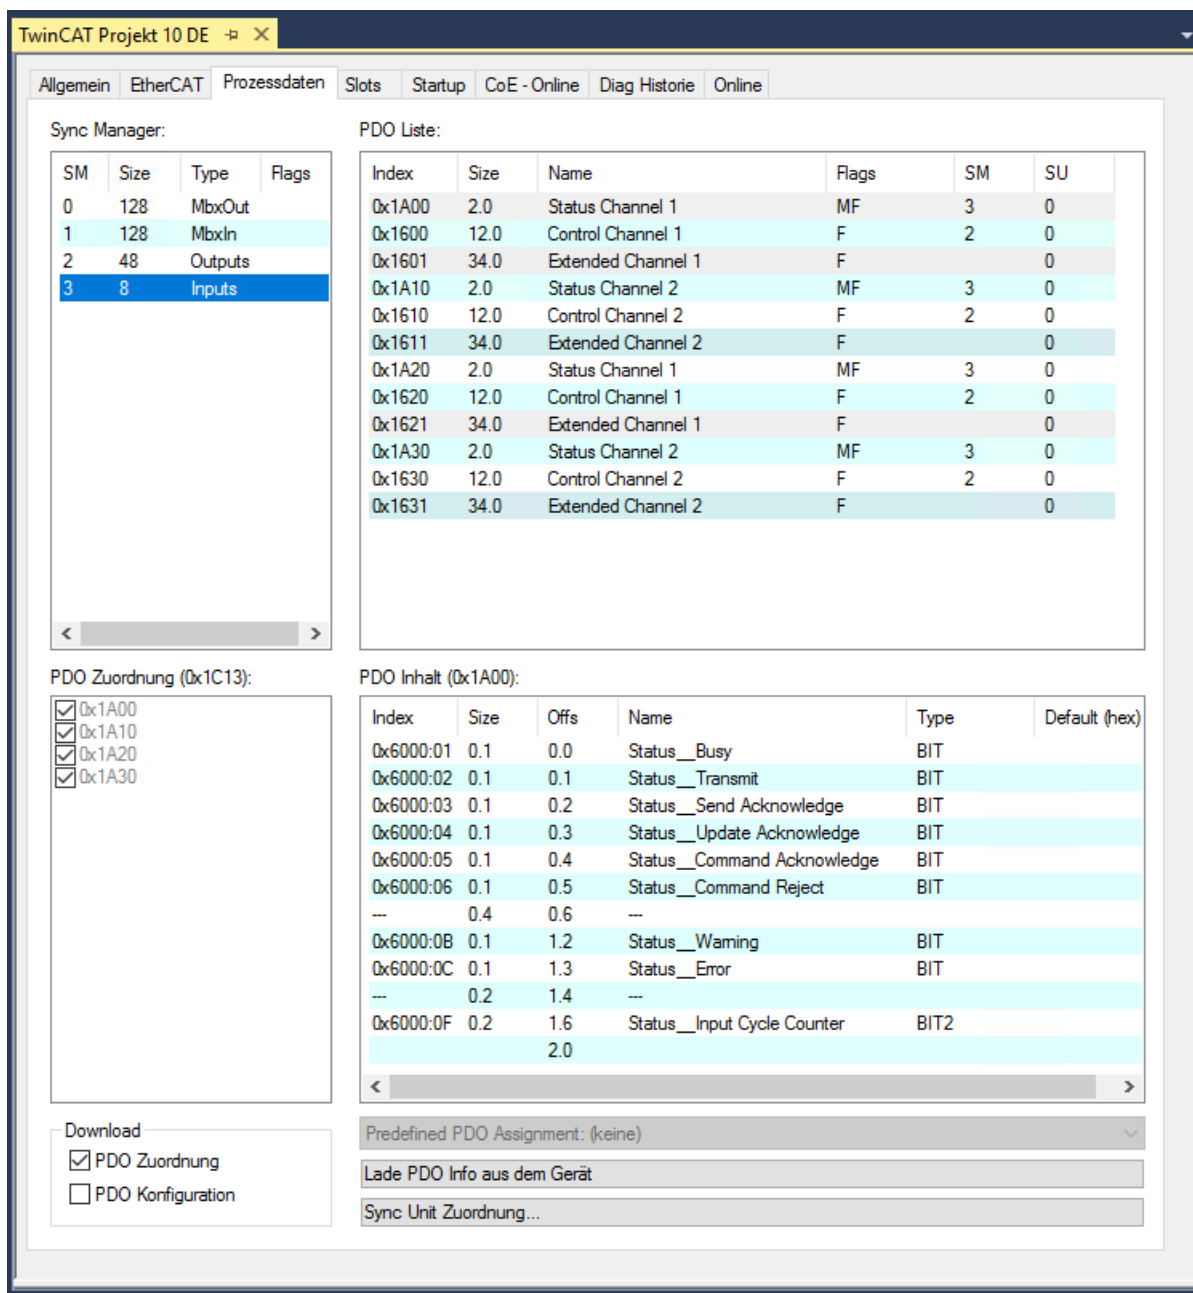 TwinCAT Projekt 10 DE
Allgemein EtherCAT Prozessdaten Slots Startup CoE - Online Diag Historie Online
Sync Manager:
SM Size Type Flags
0 128 MbxOut
1 128 MbxIn
2 48 Outputs
3 8 Inputs
PDO Liste:
Index Size Name Flags SM SU
0x1A00 2.0 Status Channel 1 MF 3 0
0x1600 12.0 Control Channel 1 F 2 0
0x1601 34.0 Extended Channel 1 F 0
0x1A10 2.0 Status Channel 2 MF 3 0
0x1610 12.0 Control Channel 2 F 2 0
0x1611 34.0 Extended Channel 2 F 0
0x1A20 2.0 Status Channel 1 MF 3 0
0x1620 12.0 Control Channel 1 F 2 0
0x1621 34.0 Extended Channel 1 F 0
0x1A30 2.0 Status Channel 2 MF 3 0
0x1630 12.0 Control Channel 2 F 2 0
0x1631 34.0 Extended Channel 2 F 0
PDO Zuordnung (0x1C13):
0x1A00
0x1A10
0x1A20
0x1A30
PDO Inhalt (0x1A00):
Index Size Offs Name Type Default (hex)
0x6000:01 0.1 0.0 Status__Busy BIT
0x6000:02 0.1 0.1 Status__Transmit BIT
0x6000:03 0.1 0.2 Status__Send Acknowledge BIT
0x6000:04 0.1 0.3 Status__Update Acknowledge BIT
0x6000:05 0.1 0.4 Status__Command Acknowledge BIT
0x6000:06 0.1 0.5 Status__Command Reject BIT
--- 0.4 0.6 ---
0x6000:0B 0.1 1.2 Status__Warning BIT
0x6000:0C 0.1 1.3 Status__Error BIT
--- 0.2 1.4 ---
0x6000:0F 0.2 1.6 Status__Input Cycle Counter BIT2
2.0
Download
PDO Zuordnung
PDO Konfiguration
Predefined PDO Assignment: (keine)
Lade PDO Info aus dem Gerät
Sync Unit Zuordnung...